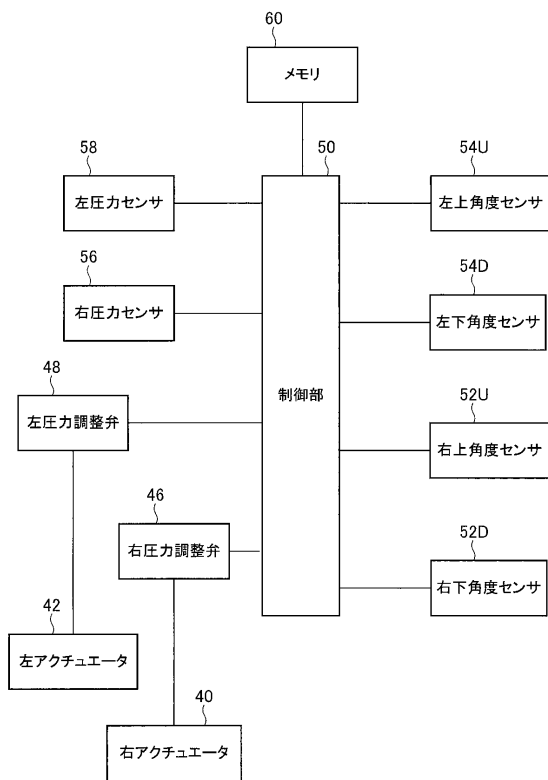 60
メモリ
58
左圧力センサ
50
制御部
54U
左上角度センサ
56
右圧力センサ
54D
左下角度センサ
48
左圧力調整弁
52U
右上角度センサ
46
右圧力調整弁
52D
右下角度センサ
42
左アクチュエータ
40
右アクチュエータ